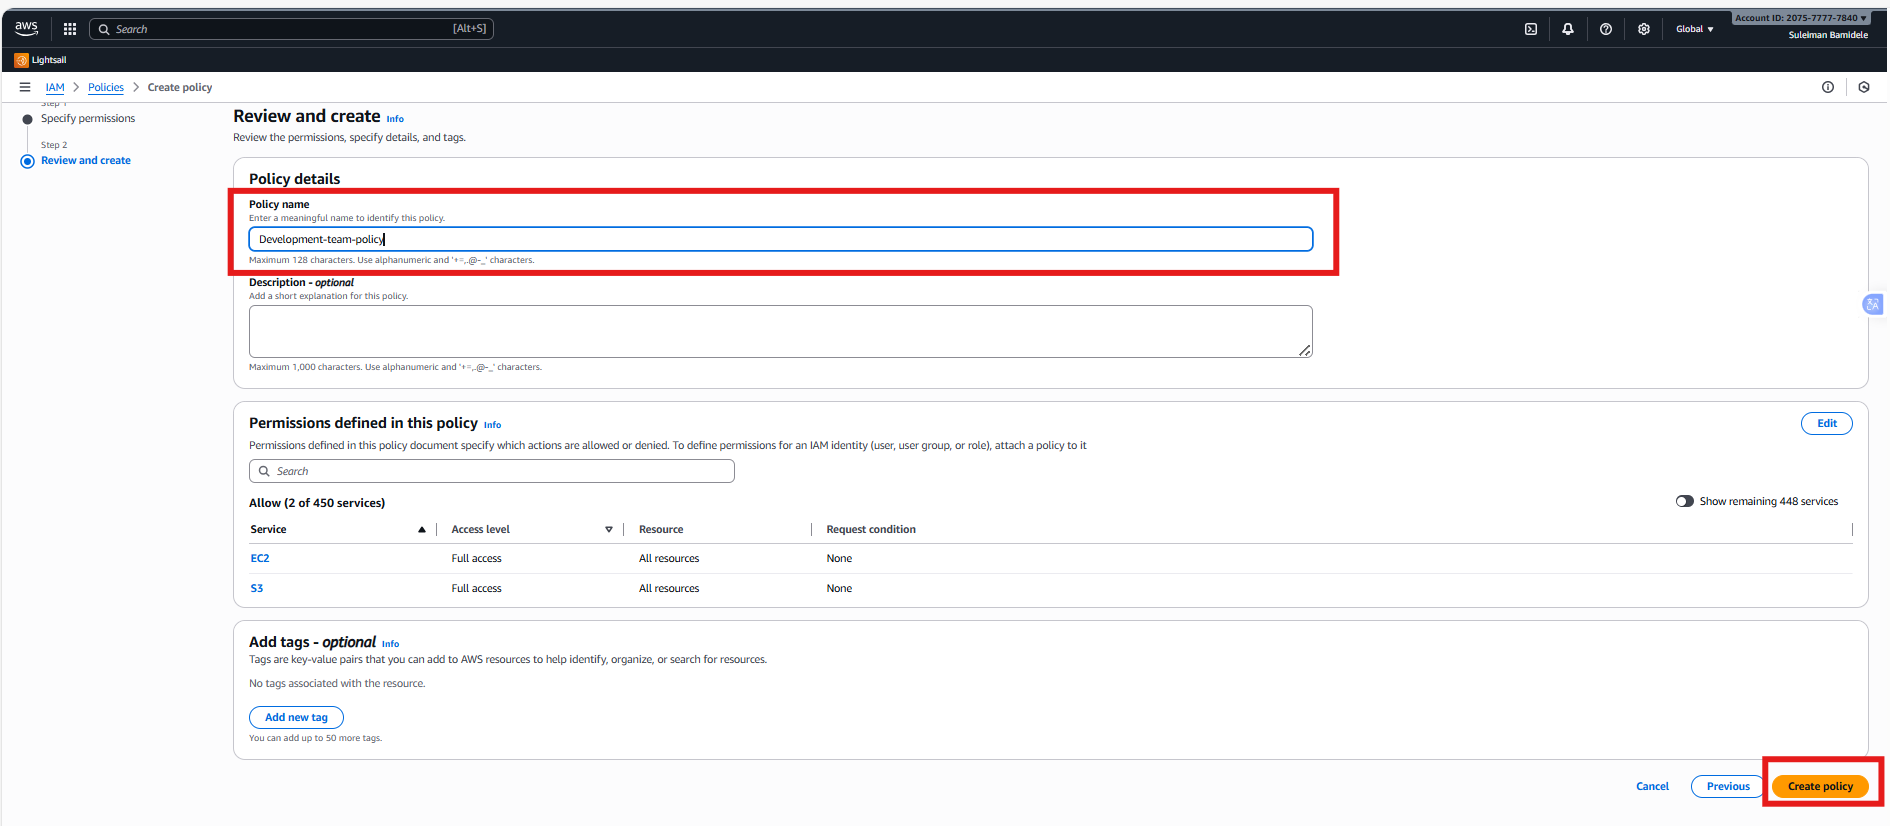 aws Search [Alt+S] Global ▼ Account ID: 2075-7777-7840 ▼
Suleiman Bamidele
Lightsail
IAM > Policies > Create policy
Step 1
Specify permissions
Step 2
Review and create
Review and create Info
Review the permissions, specify details, and tags.
Policy details
Policy name
Enter a meaningful name to identify this policy.
Development-team-policy
Maximum 128 characters. Use alphanumeric and '+=,.@-_' characters.
Description - optional
Add a short explanation for this policy.
Maximum 1,000 characters. Use alphanumeric and '+=,.@-_' characters.
Permissions defined in this policy Info Edit
Permissions defined in this policy document specify which actions are allowed or denied. To define permissions for an IAM identity (user, user group, or role), attach a policy to it
Search
Allow (2 of 450 services) Show remaining 448 services
Service Access level Resource Request condition
EC2 Full access All resources None
S3 Full access All resources None
Add tags - optional Info
Tags are key-value pairs that you can add to AWS resources to help identify, organize, or search for resources.
No tags associated with the resource.
Add new tag
You can add up to 50 more tags.
Cancel Previous Create policy